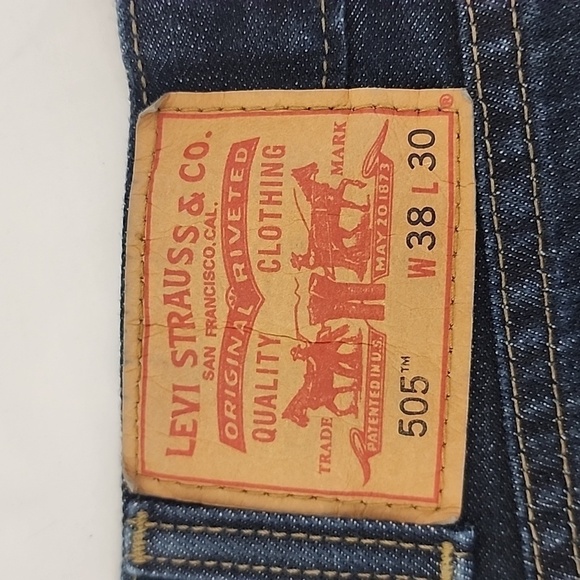 LEVI STRAUSS & CO.
SAN FRANCISCO, CAL.
ORIGINAL RIVETED
QUALITY CLOTHING
TRADE MARK
PATENTED IN U.S. MAY 20 1873
505™ W 38 L 30
®